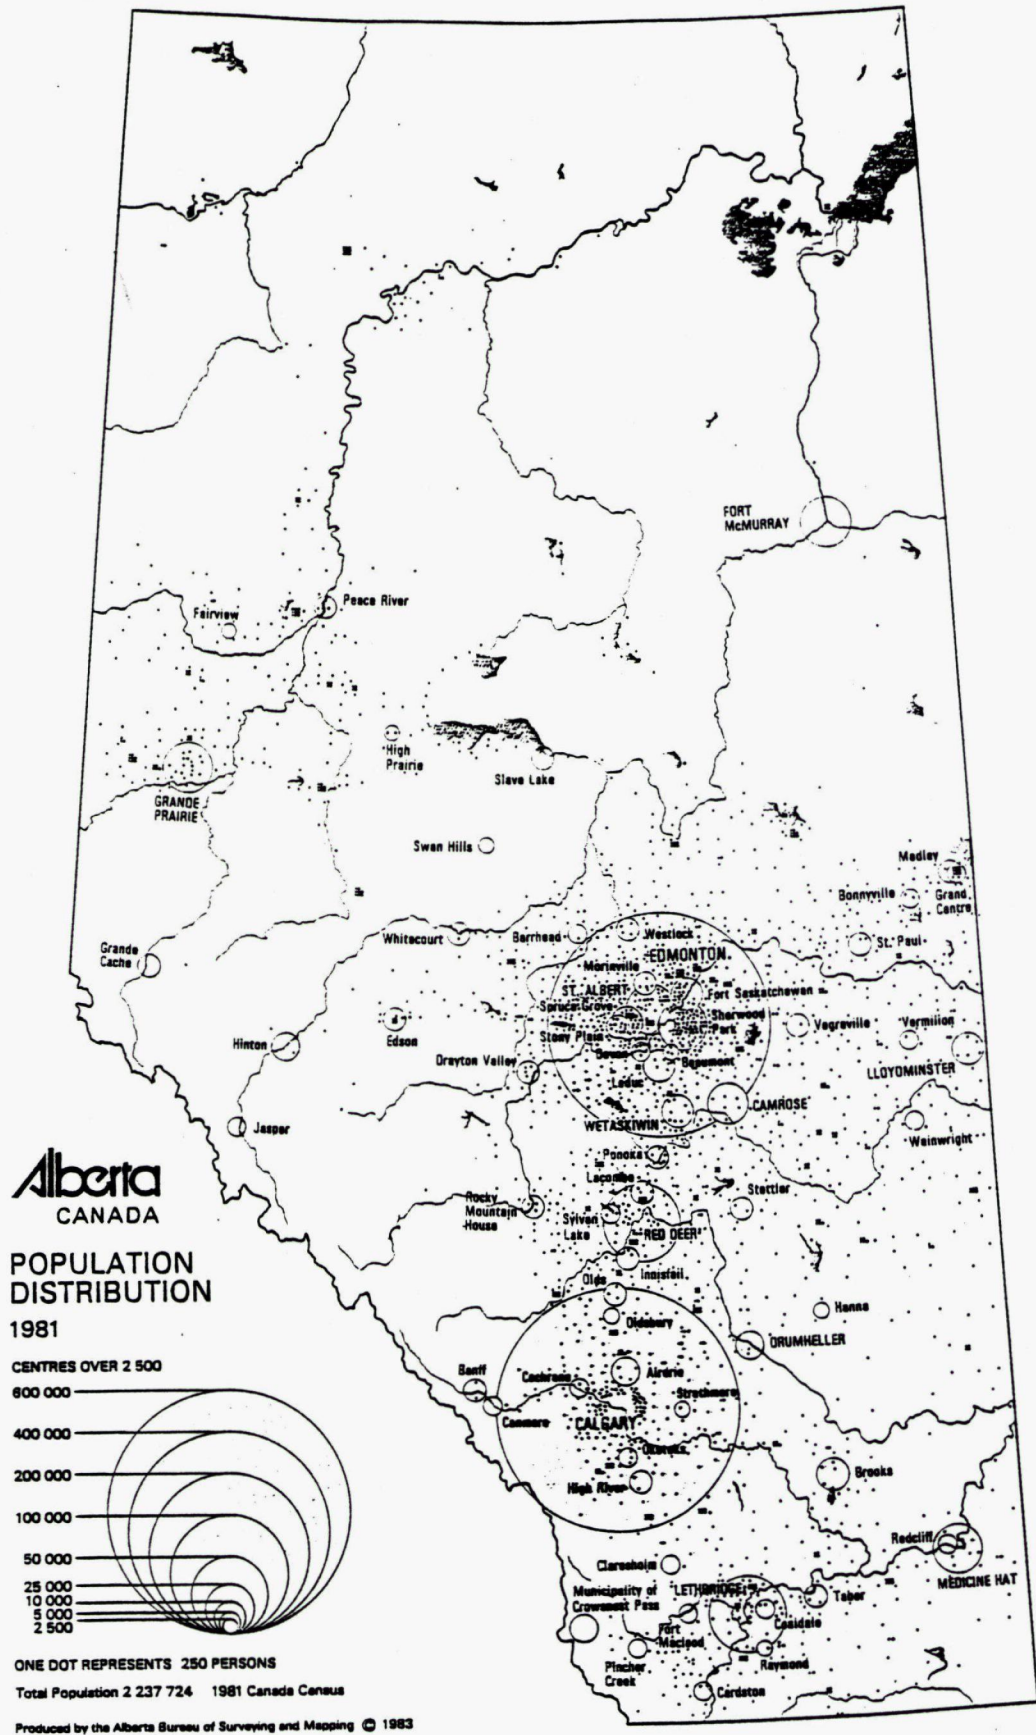 FORT
McMURRAY
Peace River
Fairview
High
Prairie
Slave Lake
GRANDE
PRAIRIE
Swan Hills
Medley
Bonnyville
Grand
Centre
Whitecourt
Barrhead
Westlock
St. Paul
Grande
Cache
EDMONTON
Morinville
ST. ALBERT
Fort Saskatchewan
Spruce Grove
Sherwood
Park
Vegreville
Vermilion
Stony Plain
Edson
Hinton
Devon
Beaumont
Drayton Valley
Leduc
LLOYDMINSTER
WETASKIWIN
CAMROSE
Jasper
Wainwright
Ponoka
Lacombe
Stettler
Rocky
Mountain
House
Sylvan
Lake
RED DEER
Innisfail
Olds
Hanna
Didsbury
DRUMHELLER
Banff
Cochrane
Airdrie
Strathmore
Canmore
CALGARY
Okotoks
Brooks
High River
Redcliff
Claresholm
MEDICINE HAT
Municipality of
Crowsnest Pass
LETHBRIDGE
Taber
Coaldale
Fort
Macleod
Pincher
Creek
Raymond
Cardston
Alberta
CANADA
POPULATION
DISTRIBUTION
1981
CENTRES OVER 2 500
600 000
400 000
200 000
100 000
50 000
25 000
10 000
5 000
2 500
ONE DOT REPRESENTS 250 PERSONS
Total Population 2 237 724 1981 Canada Census
Produced by the Alberta Bureau of Surveying and Mapping © 1983